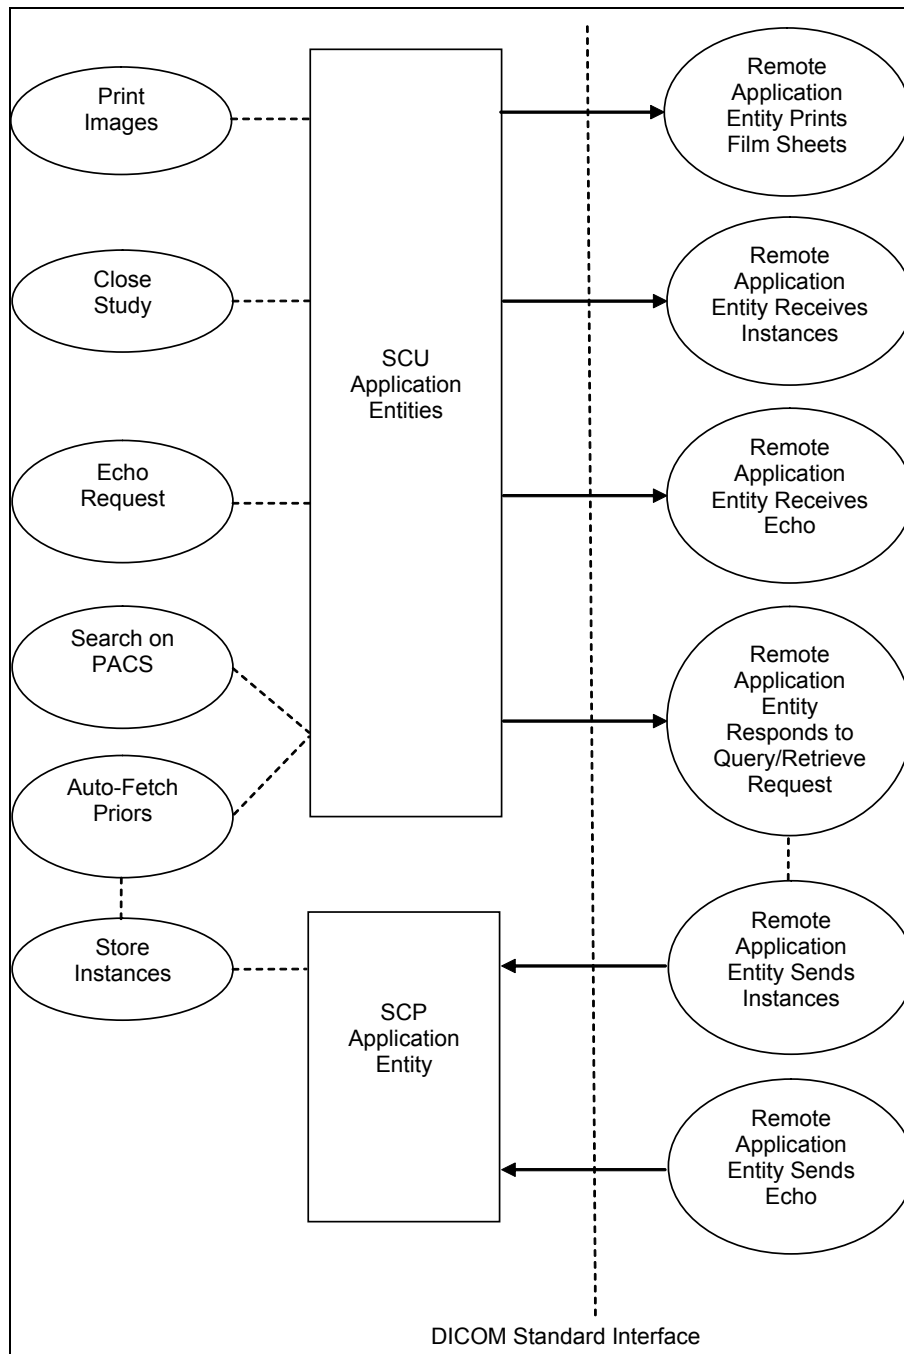 Print
Images
Remote
Application
Entity Prints
Film Sheets
Close
Study
Remote
Application
Entity Receives
Instances
SCU
Application
Entities
Echo
Request
Remote
Application
Entity Receives
Echo
Search on
PACS
Remote
Application
Entity
Responds to
Query/Retrieve
Request
Auto-Fetch
Priors
Store
Instances
Remote
Application
Entity Sends
Instances
SCP
Application
Entity
Remote
Application
Entity Sends
Echo
DICOM Standard Interface